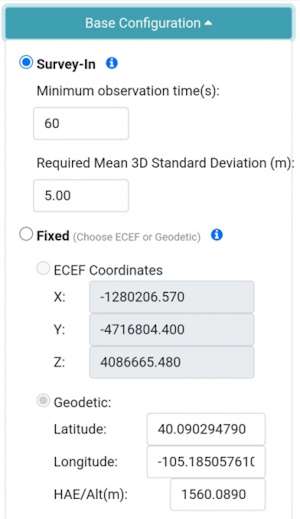 Base Configuration
Survey-In
Minimum observation time(s):
60
Required Mean 3D Standard Deviation (m):
5.00
Fixed (Choose ECEF or Geodetic)
ECEF Coordinates
X: -1280206.570
Y: -4716804.400
Z: 4086665.480
Geodetic:
Latitude: 40.090294790
Longitude: -105.185057610
HAE/Alt(m): 1560.0890